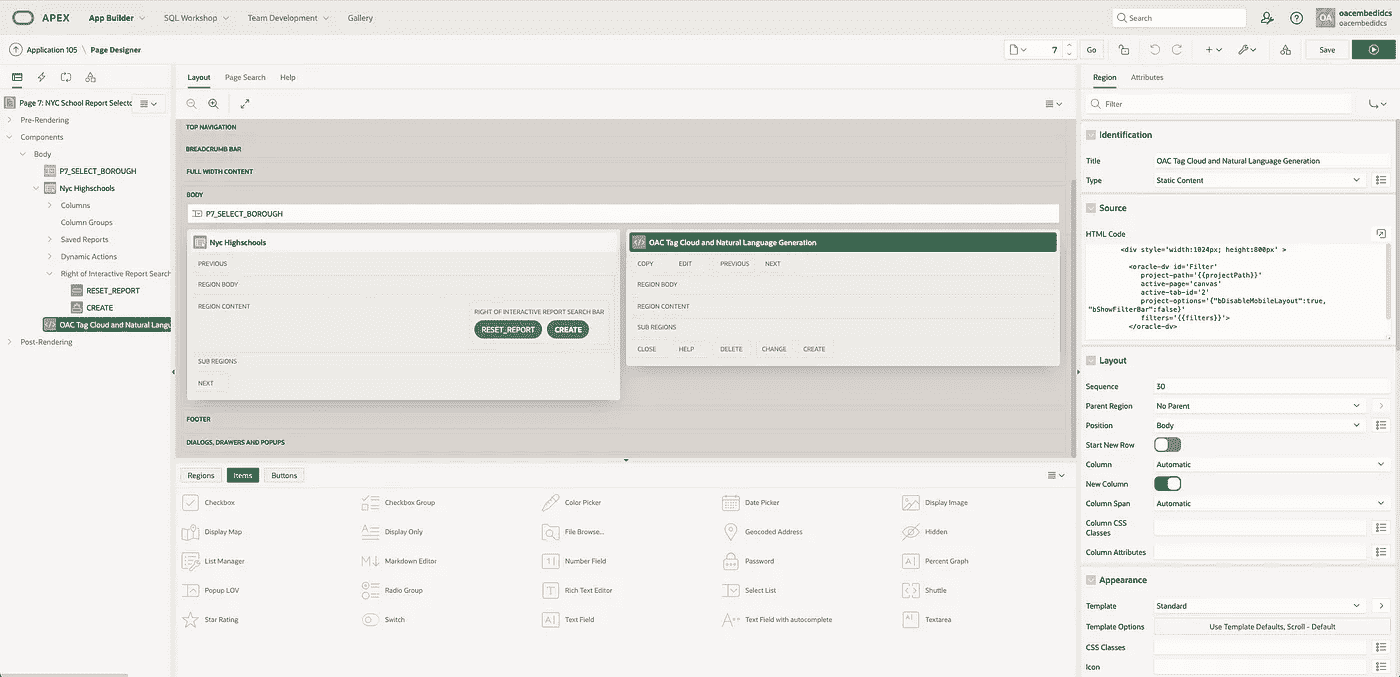 APEX App Builder SQL Workshop Team Development Gallery Search OA oacembedidcs
oacembedidcs
Application 105 \ Page Designer 7 Go Save
Layout Page Search Help
Region Attributes
Page 7: NYC School Report Selecto
Filter
Pre-Rendering
Components
Body
P7_SELECT_BOROUGH
Nyc Highschools
Columns
Column Groups
Saved Reports
Dynamic Actions
Right of Interactive Report Search
RESET_REPORT
CREATE
OAC Tag Cloud and Natural Langu
Post-Rendering
TOP NAVIGATION
BREADCRUMB BAR
FULL WIDTH CONTENT
BODY
P7_SELECT_BOROUGH
Nyc Highschools
PREVIOUS
REGION BODY
REGION CONTENT
RIGHT OF INTERACTIVE REPORT SEARCH BAR
RESET_REPORT CREATE
SUB REGIONS
NEXT
OAC Tag Cloud and Natural Language Generation
COPY EDIT PREVIOUS NEXT
REGION BODY
REGION CONTENT
SUB REGIONS
CLOSE HELP DELETE CHANGE CREATE
FOOTER
DIALOGS, DRAWERS AND POPUPS
Regions Items Buttons
Checkbox Checkbox Group Color Picker Date Picker Display Image
Display Map Display Only File Browse... Geocoded Address Hidden
List Manager Markdown Editor Number Field Password Percent Graph
Popup LOV Radio Group Rich Text Editor Select List Shuttle
Star Rating Switch Text Field Text Field with autocomplete Textarea
Identification
Title OAC Tag Cloud and Natural Language Generation
Type Static Content
Source
HTML Code
<div style='width:1024px; height:800px' >
<oracle-dv id='Filter'
project-path='{{projectPath}}'
active-page='canvas'
active-tab-id='2'
project-options='{"bDisableMobileLayout":true,
"bShowFilterBar":false}'
filters='{{filters}}'>
</oracle-dv>
Layout
Sequence 30
Parent Region No Parent
Position Body
Start New Row
Column Automatic
New Column
Column Span Automatic
Column CSS
Classes
Column Attributes
Appearance
Template Standard
Template Options Use Template Defaults, Scroll - Default
CSS Classes
Icon